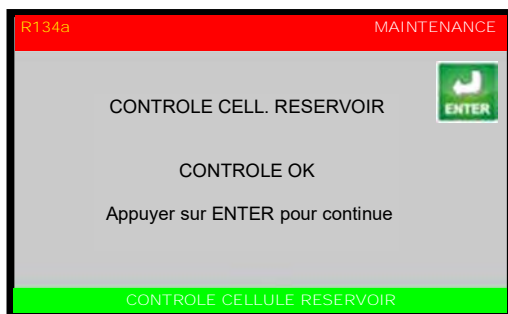 R134a MAINTENANCE
CONTROLE CELL. RESERVOIR
ENTER
CONTROLE OK
Appuyer sur ENTER pour continue
CONTROLE CELLULE RESERVOIR